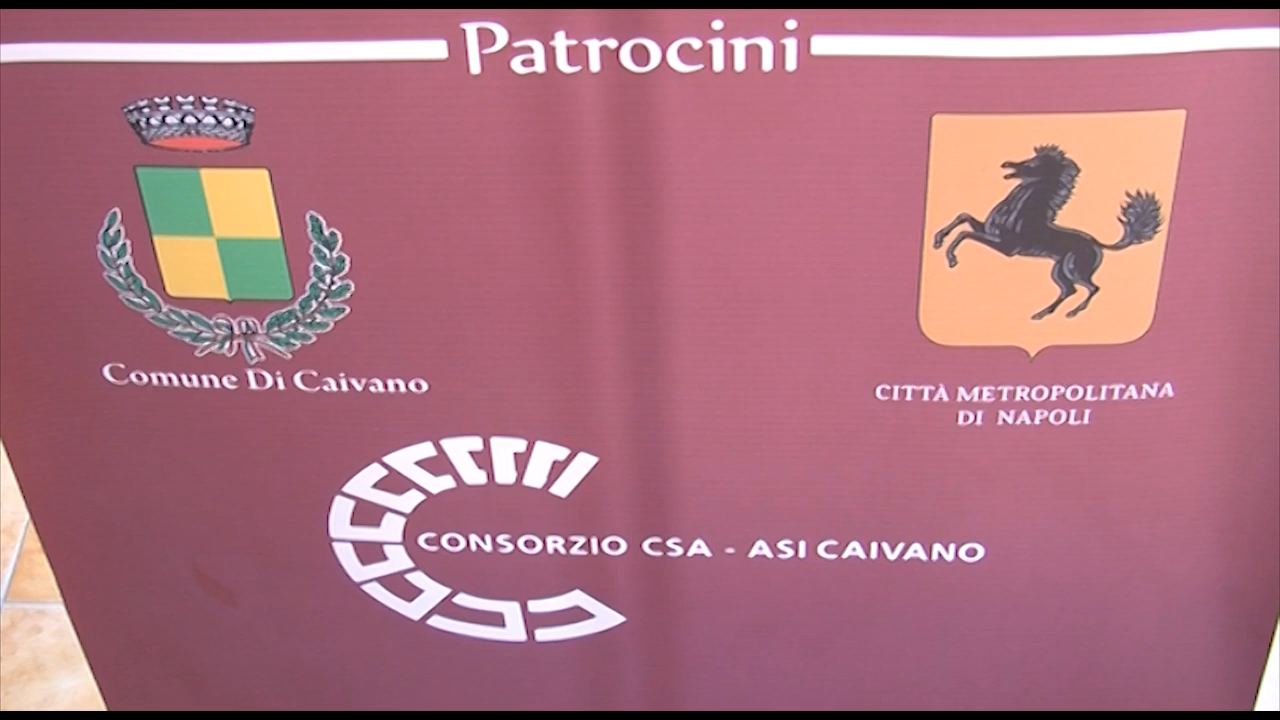 Patrocini
Comune Di Caivano
CITTÀ METROPOLITANA
DI NAPOLI
CONSORZIO CSA - ASI CAIVANO